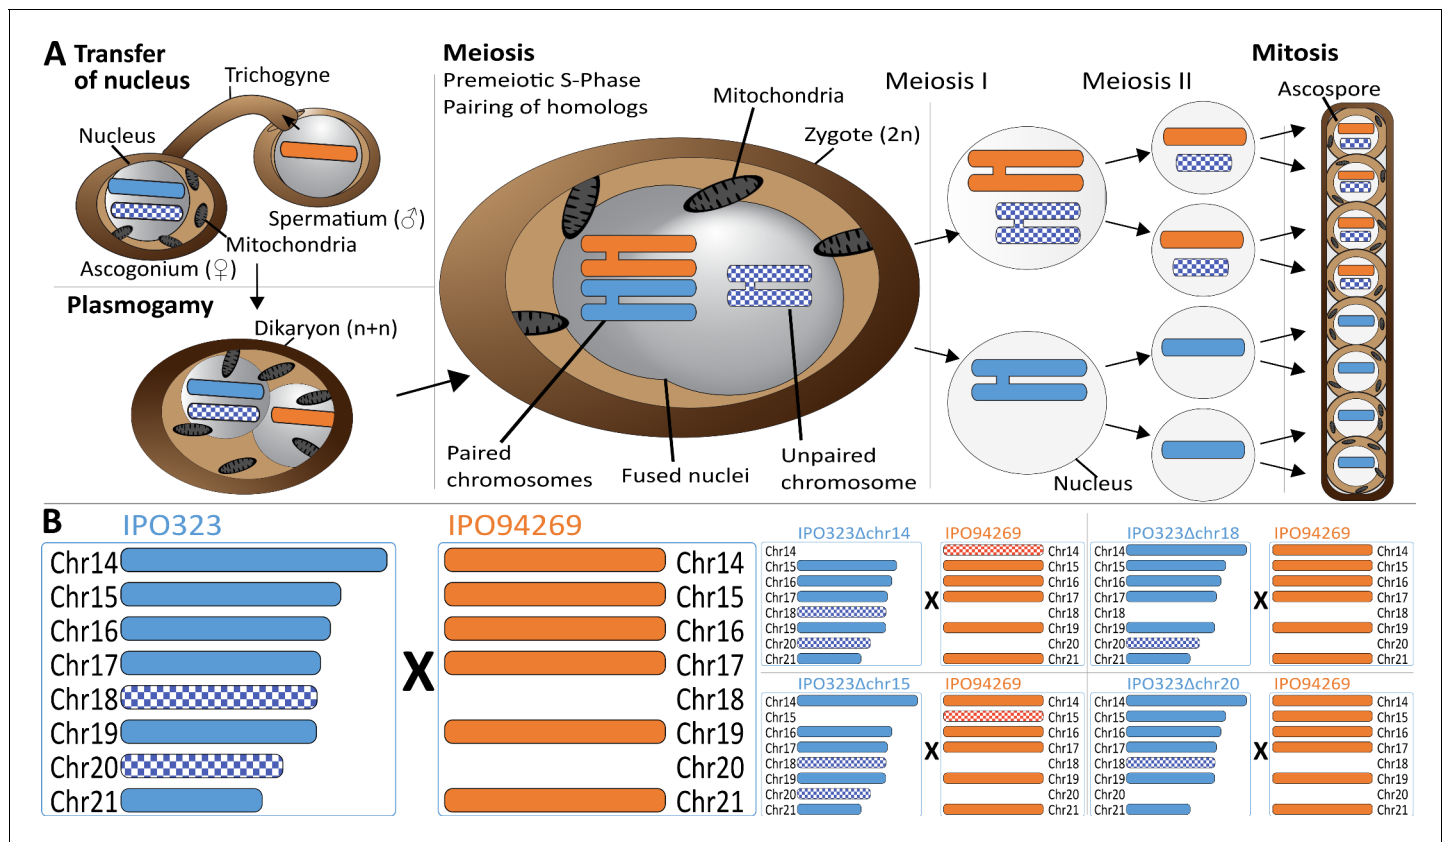 A Transfer
of nucleus
Trichogyne
Nucleus
Spermatium (♂)
Mitochondria
Ascogonium (♀)
Plasmogamy
Dikaryon (n+n)
Meiosis
Premeiotic S-Phase
Pairing of homologs
Mitochondria
Zygote (2n)
Paired
chromosomes
Fused nuclei
Unpaired
chromosome
Meiosis I
Meiosis II
Nucleus
Mitosis
Ascospore
B
IPO323
IPO94269
Chr14 Chr14
Chr15 Chr15
Chr16 Chr16
Chr17 Chr17
X
Chr18 Chr18
Chr19 Chr19
Chr20 Chr20
Chr21 Chr21
IPO323Δchr14 IPO94269
Chr14 Chr14
Chr15 Chr15
Chr16 Chr16
Chr17 Chr17
X
Chr18 Chr18
Chr19 Chr19
Chr20 Chr20
Chr21 Chr21
IPO323Δchr18 IPO94269
Chr14 Chr14
Chr15 Chr15
Chr16 Chr16
Chr17 Chr17
X
Chr18 Chr18
Chr19 Chr19
Chr20 Chr20
Chr21 Chr21
IPO323Δchr15 IPO94269
Chr14 Chr14
Chr15 Chr15
Chr16 Chr16
Chr17 Chr17
X
Chr18 Chr18
Chr19 Chr19
Chr20 Chr20
Chr21 Chr21
IPO323Δchr20 IPO94269
Chr14 Chr14
Chr15 Chr15
Chr16 Chr16
Chr17 Chr17
X
Chr18 Chr18
Chr19 Chr19
Chr20 Chr20
Chr21 Chr21